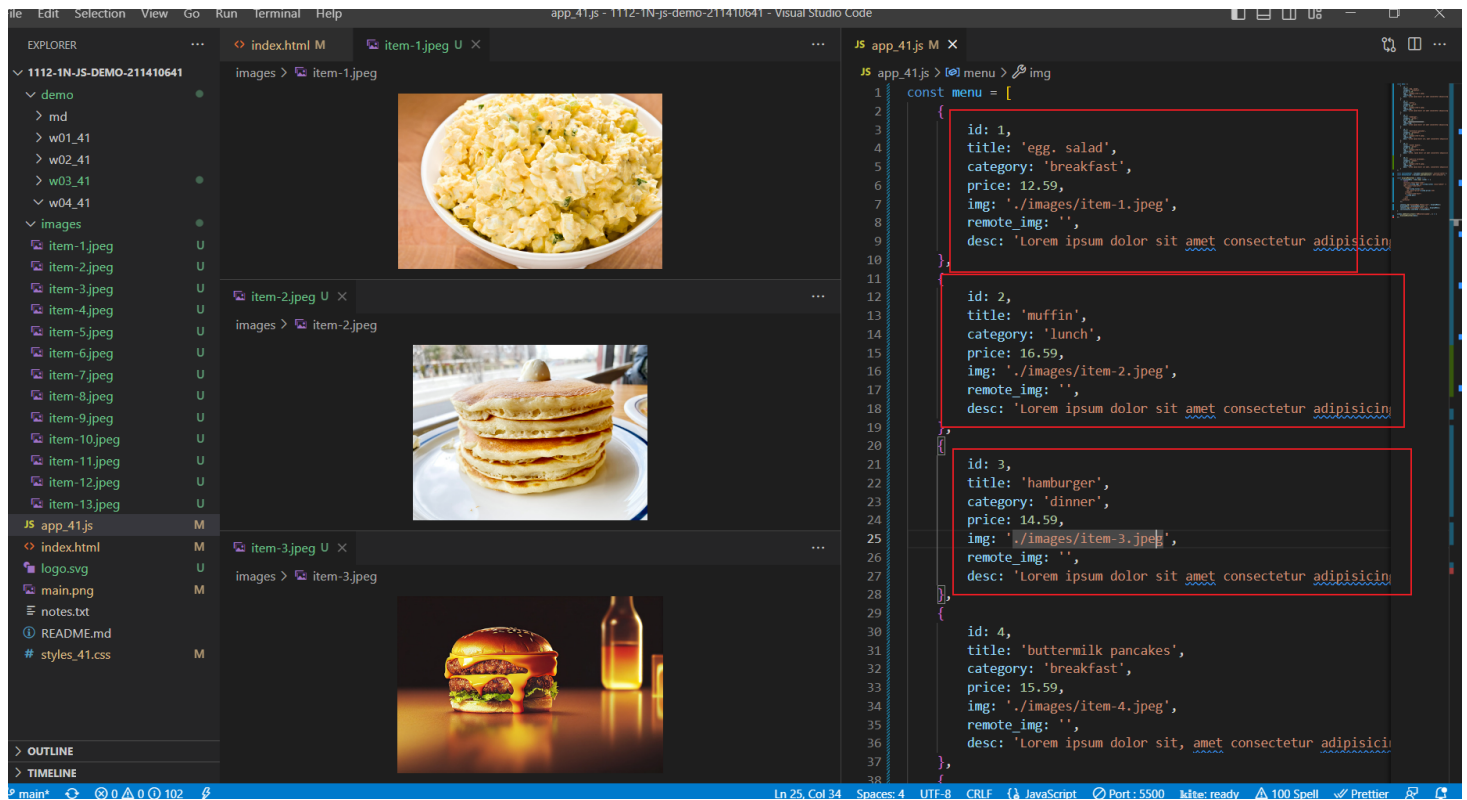 ile Edit Selection View Go Run Terminal Help
app_41.js - 1112-1N-js-demo-211410641 - Visual Studio Code
EXPLORER ...
1112-1N-JS-DEMO-211410641
demo
md
w01_41
w02_41
w03_41
w04_41
images
item-1.jpeg U
item-2.jpeg U
item-3.jpeg U
item-4.jpeg U
item-5.jpeg U
item-6.jpeg U
item-7.jpeg U
item-8.jpeg U
item-9.jpeg U
item-10.jpeg U
item-11.jpeg U
item-12.jpeg U
item-13.jpeg U
JS app_41.js M
<> index.html M
logo.svg U
main.png M
notes.txt
README.md
# styles_41.css M
> OUTLINE
> TIMELINE
<> index.html M item-1.jpeg U ...
images > item-1.jpeg
item-2.jpeg U ...
images > item-2.jpeg
item-3.jpeg U ...
images > item-3.jpeg
JS app_41.js M ...
JS app_41.js > menu > img
1 const menu = [
2 {
3 id: 1,
4 title: 'egg. salad',
5 category: 'breakfast',
6 price: 12.59,
7 img: './images/item-1.jpeg',
8 remote_img: '',
9 desc: 'Lorem ipsum dolor sit amet consectetur adipisicing
10 },
11 {
12 id: 2,
13 title: 'muffin',
14 category: 'lunch',
15 price: 16.59,
16 img: './images/item-2.jpeg',
17 remote_img: '',
18 desc: 'Lorem ipsum dolor sit amet consectetur adipisicing
19 },
20 {
21 id: 3,
22 title: 'hamburger',
23 category: 'dinner',
24 price: 14.59,
25 img: './images/item-3.jpeg',
26 remote_img: '',
27 desc: 'Lorem ipsum dolor sit amet consectetur adipisicing
28 },
29 {
30 id: 4,
31 title: 'buttermilk pancakes',
32 category: 'breakfast',
33 price: 15.59,
34 img: './images/item-4.jpeg',
35 remote_img: '',
36 desc: 'Lorem ipsum dolor sit, amet consectetur adipisici
37 },
38 {
main* 0 0 102 Ln 25, Col 34 Spaces: 4 UTF-8 CRLF JavaScript Port : 5500 kite: ready 100 Spell Prettier